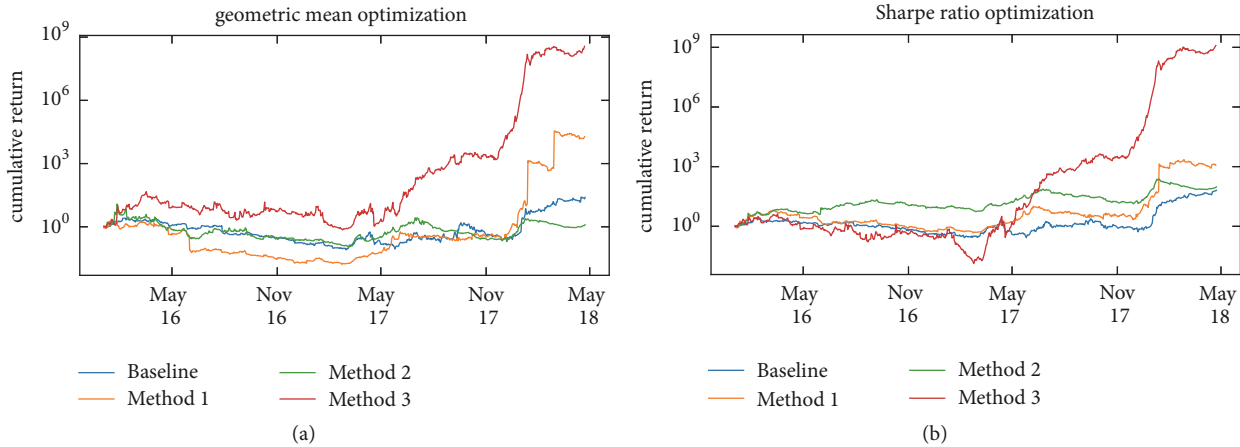 geometric mean optimization
cumulative return
10^9
10^6
10^3
10^0
May 16
Nov 16
May 17
Nov 17
May 18
Baseline
Method 1
Method 2
Method 3
(a)
Sharpe ratio optimization
cumulative return
10^9
10^6
10^3
10^0
May 16
Nov 16
May 17
Nov 17
May 18
Baseline
Method 1
Method 2
Method 3
(b)